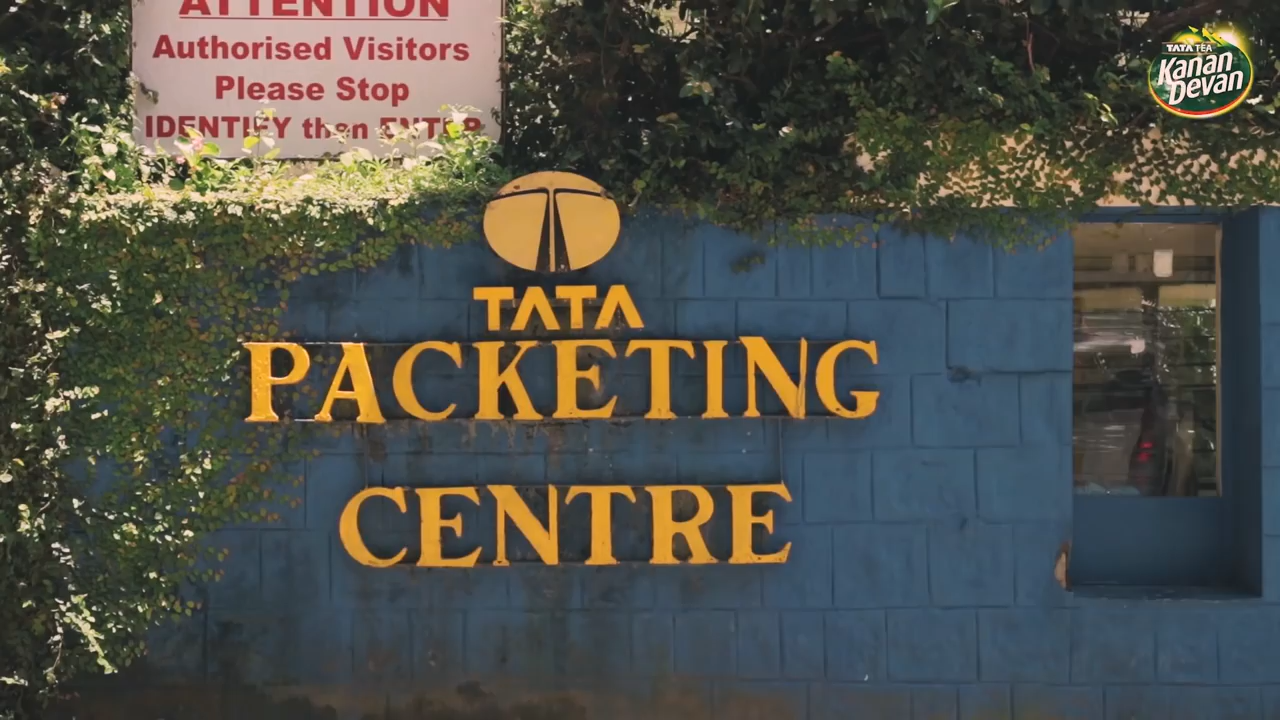 ATTENTION
Authorised Visitors
Please Stop
IDENTIFY then ENTER
TATA TEA
Kanan
Devan
TATA
PACKETING
CENTRE